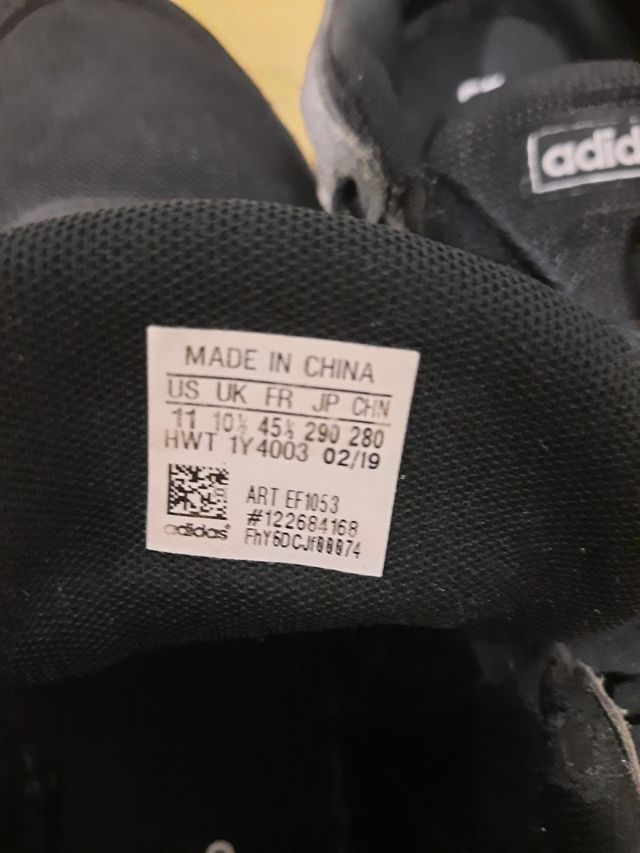 adid
MADE IN CHINA
US UK FR JP CHN
11 10½ 45⅓ 290 280
HWT 1Y4003 02/19
ART EF1053
#122684168
adidas